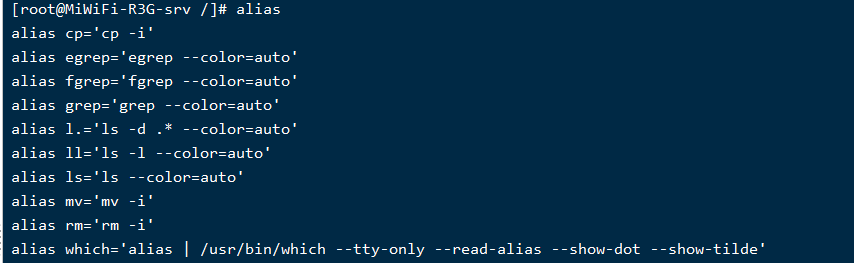 [root@MiWiFi-R3G-srv /]# alias
alias cp='cp -i'
alias egrep='egrep --color=auto'
alias fgrep='fgrep --color=auto'
alias grep='grep --color=auto'
alias l.='ls -d .* --color=auto'
alias ll='ls -l --color=auto'
alias ls='ls --color=auto'
alias mv='mv -i'
alias rm='rm -i'
alias which='alias | /usr/bin/which --tty-only --read-alias --show-dot --show-tilde'